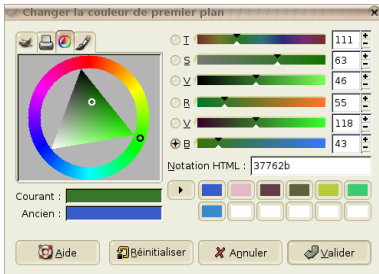 Changer la couleur de premier plan
T 111
S 63
V 46
R 55
V 118
B 43
Notation HTML : 37762b
Courant :
Ancien :
Aide Réinitialiser Annuler Valider